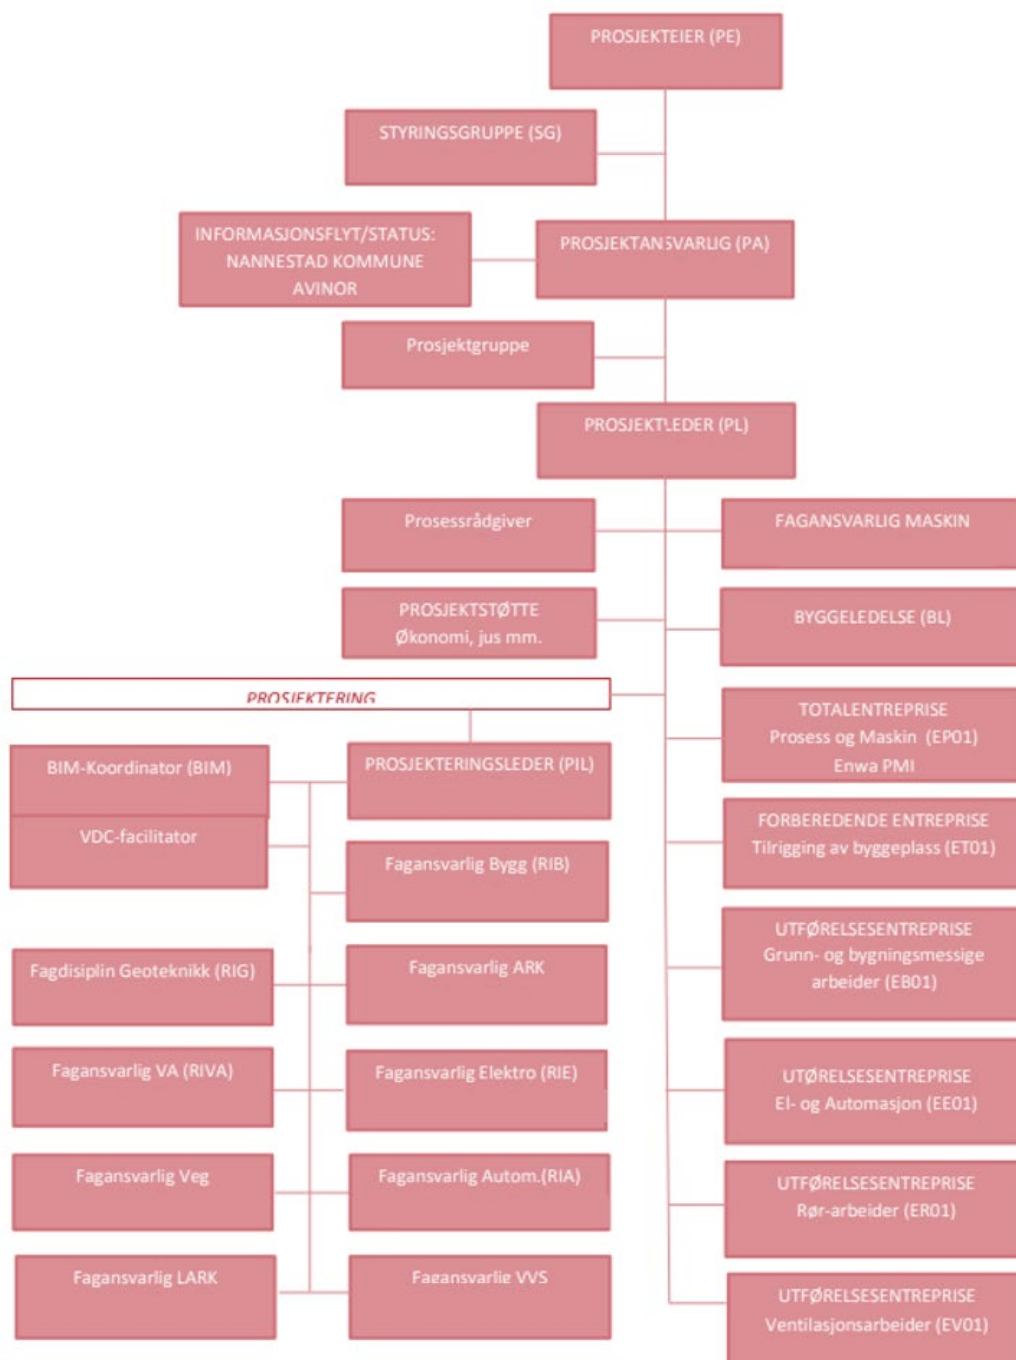 PROSJEKTEIER (PE)
STYRINGSGRUPPE (SG)
INFORMASJONSFLYT/STATUS:
NANNESTAD KOMMUNE
AVINOR
PROSJEKTANSVARLIG (PA)
Prosjektgruppe
PROSJEKTLEDER (PL)
Prosessrådgiver
FAGANSVARLIG MASKIN
PROSJEKTSTØTTE
Økonomi, jus mm.
BYGGELEDELSE (BL)
PROSJEKTERING
TOTALENTREPRISE
Prosess og Maskin (EP01)
Enwa PMI
BIM-Koordinator (BIM)
PROSJEKTERINGSLEDER (PIL)
VDC-facilitator
FORBEREDENDE ENTREPRISE
Tilrigging av byggeplass (ET01)
Fagansvarlig Bygg (RIB)
UTFØRELSESENTREPRISE
Grunn- og bygningsmessige
arbeider (EB01)
Fagdisiplin Geoteknikk (RIG)
Fagansvarlig ARK
Fagansvarlig VA (RIVA)
Fagansvarlig Elektro (RIE)
UTØRELSESENTREPRISE
El- og Automasjon (EE01)
Fagansvarlig Veg
Fagansvarlig Autom.(RIA)
UTFØRELSESENTREPRISE
Rør-arbeider (ER01)
Fagansvarlig LARK
Fagansvarlig VVS
UTFØRELSESENTREPRISE
Ventilasjonsarbeider (EV01)